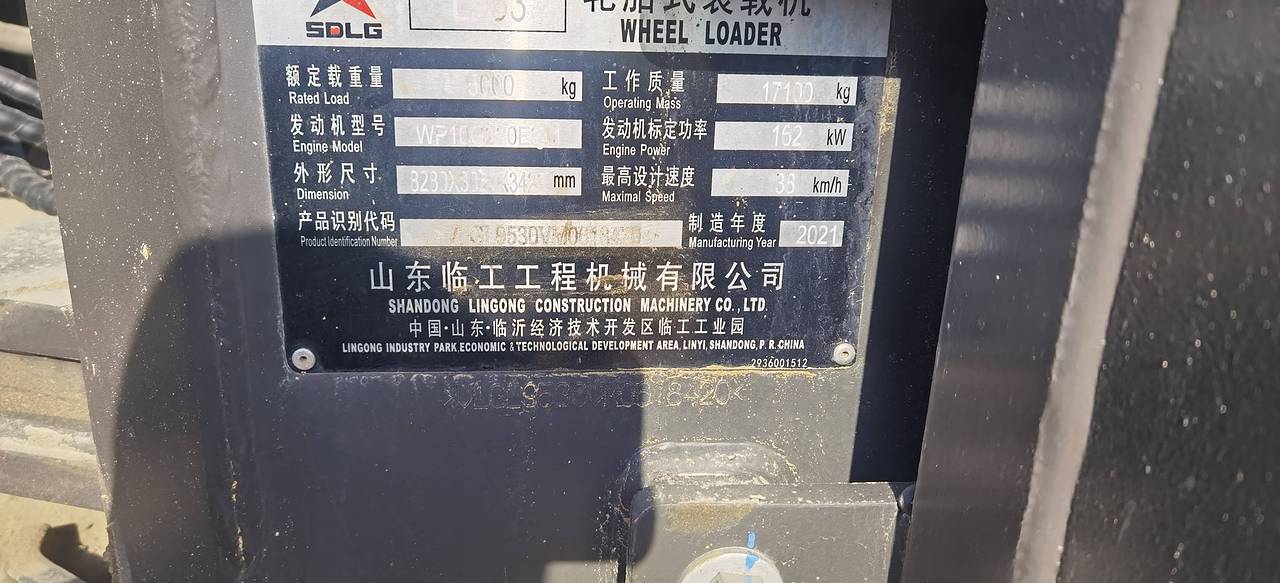 SDLG
轮胎式装载机
WHEEL LOADER
额定载重量 kg 工作质量 kg
Rated Load Operating Mass
发动机型号 发动机标定功率 162 kW
Engine Model Engine Power
外形尺寸 mm 最高设计速度 38 km/h
Dimension Maximal Speed
产品识别代码 制造年度 2021
Product Identification Number Manufacturing Year
山东临工工程机械有限公司
SHANDONG LINGONG CONSTRUCTION MACHINERY CO., LTD.
中国·山东·临沂经济技术开发区临工工业园
LINGONG INDUSTRY PARK, ECONOMIC & TECHNOLOGICAL DEVELOPMENT AREA, LINYI, SHANDONG, P. R. CHINA
2936001512